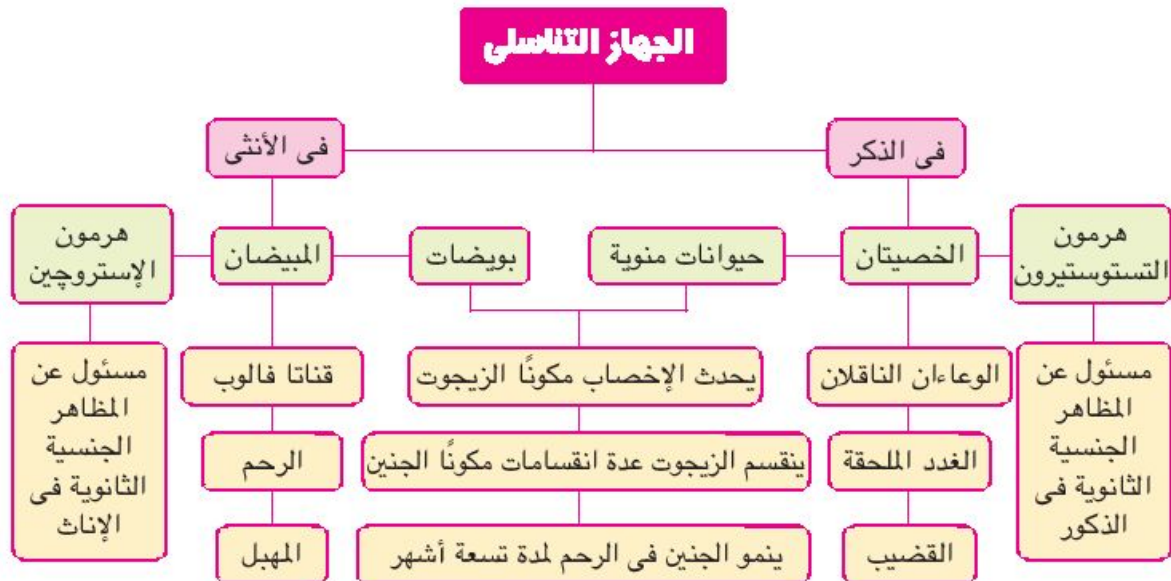 الجهاز التناسلى
فى الذكر
فى الأنثى
هرمون
التستوستيرون
الخصيتان
حيوانات منوية
بويضات
المبيضان
هرمون
الإستروچين
مسئول عن
المظاهر
الجنسية
الثانوية فى
الذكور
الوعاءان الناقلان
يحدث الإخصاب مكونًا الزيجوت
قناتا فالوب
مسئول عن
المظاهر
الجنسية
الثانوية فى
الإناث
الغدد الملحقة
ينقسم الزيجوت عدة انقسامات مكونًا الجنين
الرحم
القضيب
ينمو الجنين فى الرحم لمدة تسعة أشهر
المهبل